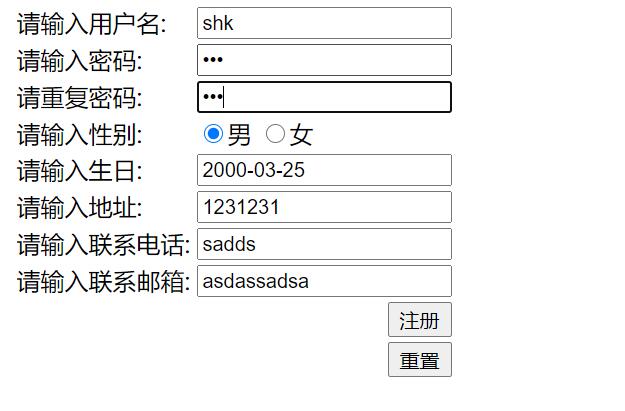 请输入用户名: shk
请输入密码: •••
请重复密码: •••
请输入性别: 男 女
请输入生日: 2000-03-25
请输入地址: 1231231
请输入联系电话: sadds
请输入联系邮箱: asdassadsa
注册
重置